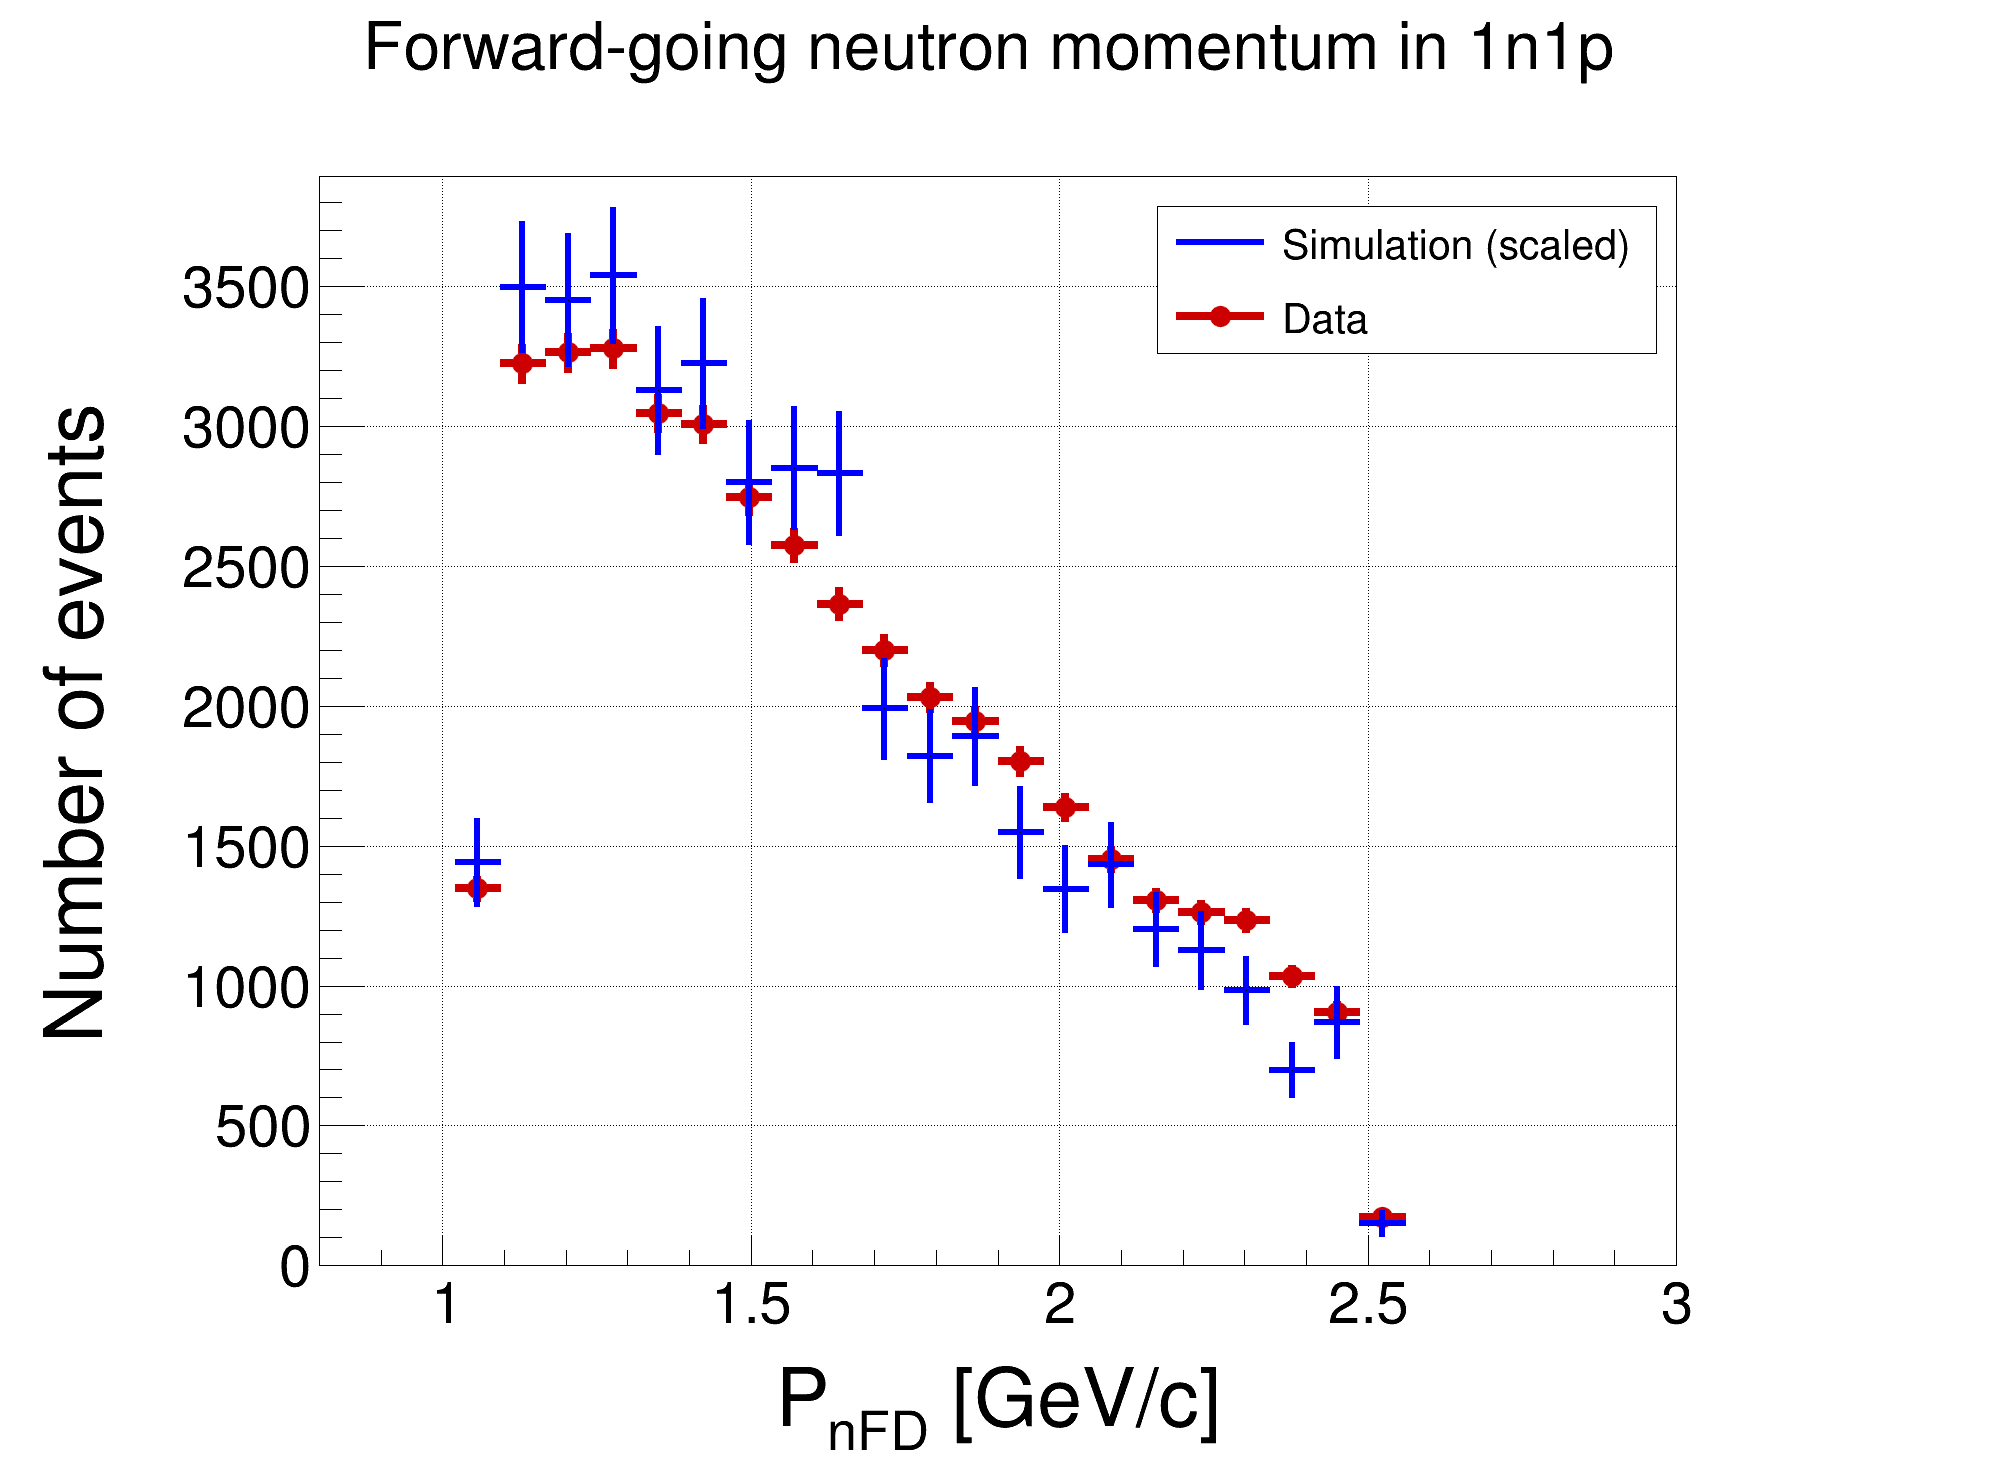 Forward-going neutron momentum in 1n1p
Simulation (scaled)
Data
Number of events
3500
3000
2500
2000
1500
1000
500
0
1 1.5 2 2.5 3
P_nFD [GeV/c]